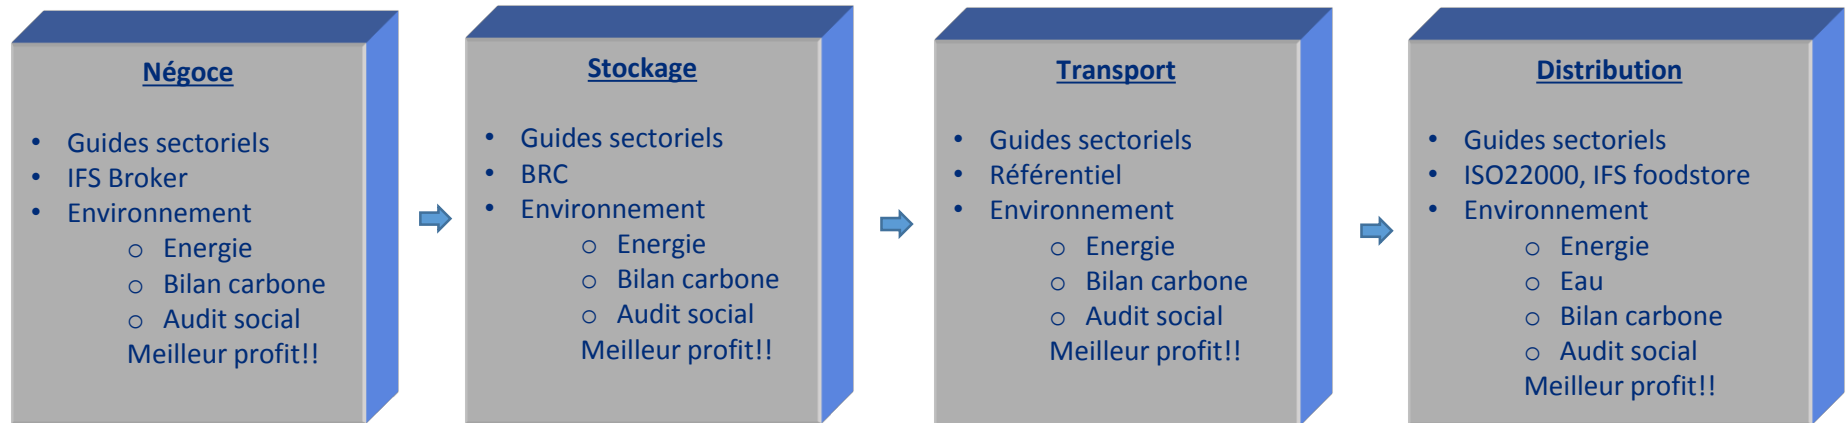 Négoce
• Guides sectoriels
• IFS Broker
• Environnement
o Energie
o Bilan carbone
o Audit social
Meilleur profit!!
Stockage
• Guides sectoriels
• BRC
• Environnement
o Energie
o Bilan carbone
o Audit social
Meilleur profit!!
Transport
• Guides sectoriels
• Référentiel
• Environnement
o Energie
o Bilan carbone
o Audit social
Meilleur profit!!
Distribution
• Guides sectoriels
• ISO22000, IFS foodstore
• Environnement
o Energie
o Eau
o Bilan carbone
o Audit social
Meilleur profit!!